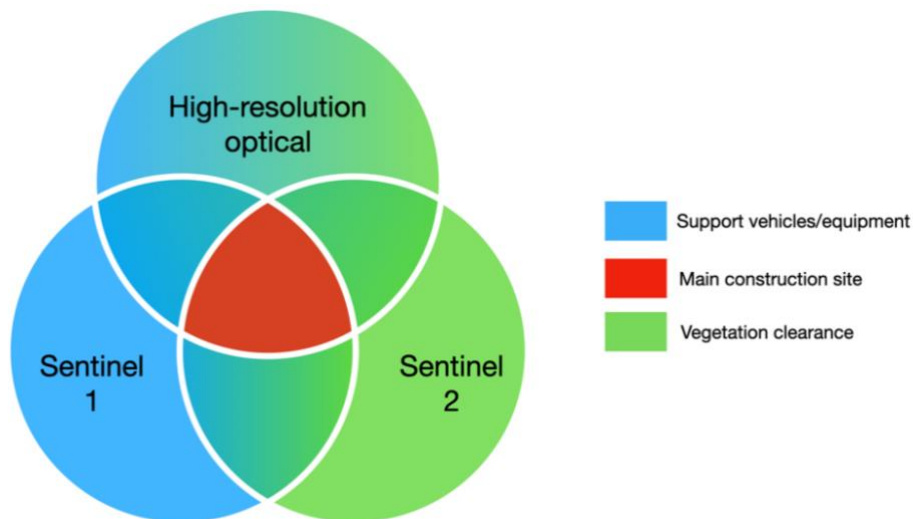 High-resolution
optical
Sentinel
1
Sentinel
2
Support vehicles/equipment
Main construction site
Vegetation clearance